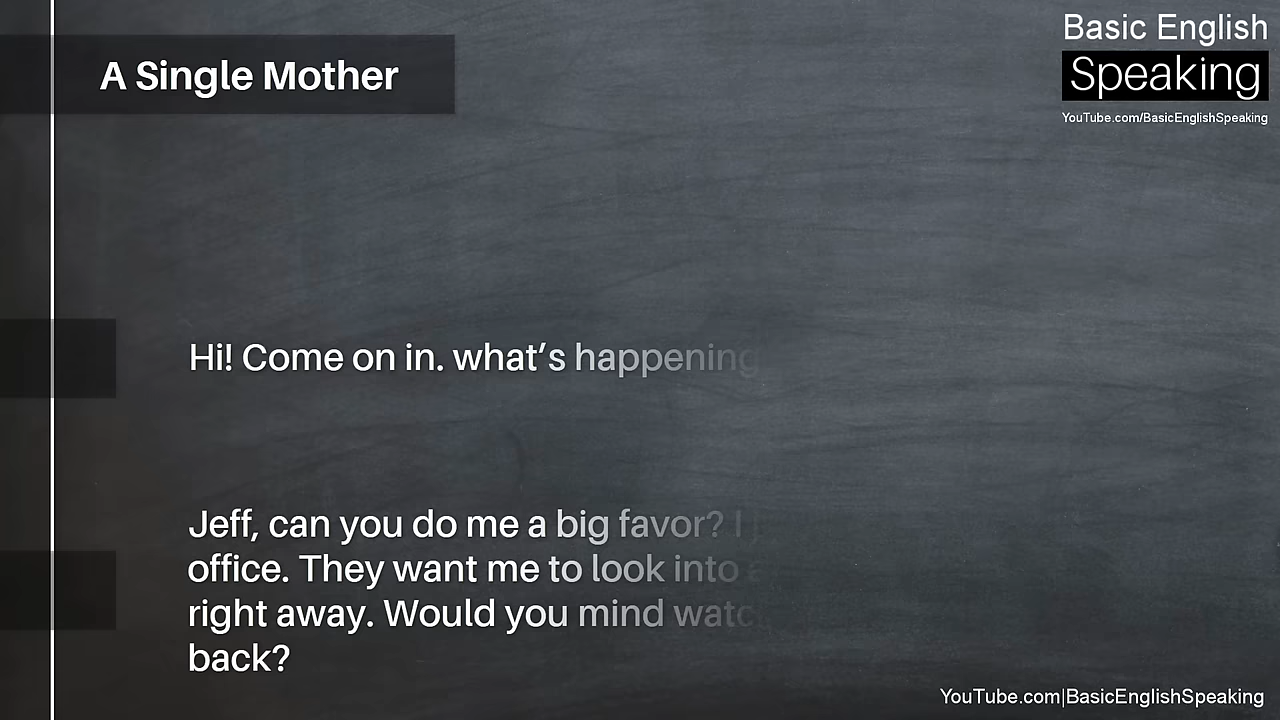 Basic English
A Single Mother
Speaking
YouTube.com/BasicEnglishSpeaking
Hi! Come on in. what’s happening
Jeff, can you do me a big favor? I
office. They want me to look into
right away. Would you mind
back?
YouTube.com|BasicEnglishSpeaking